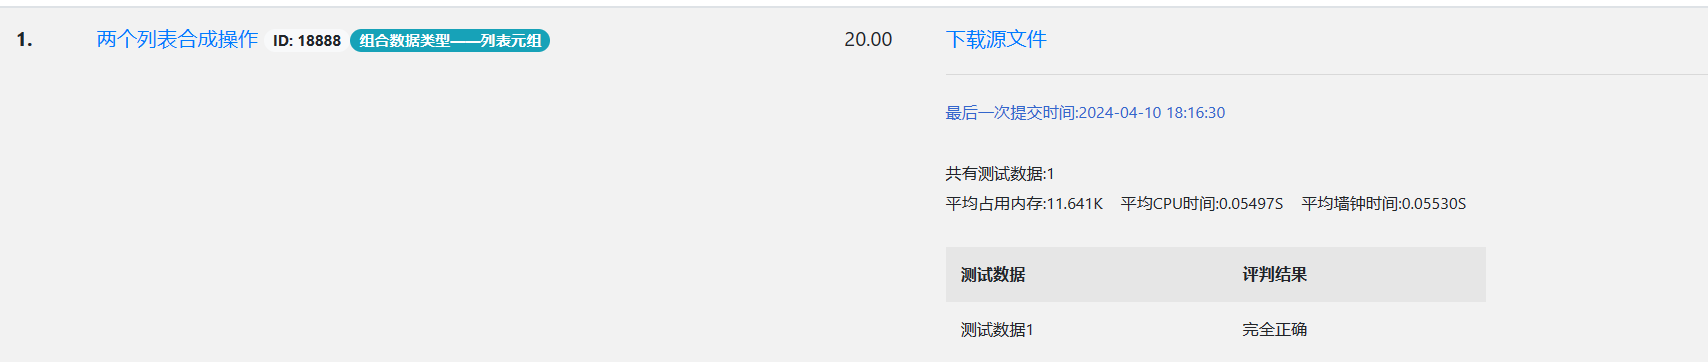 1. 两个列表合成操作 ID: 18888 组合数据类型——列表元组 20.00 下载源文件
最后一次提交时间:2024-04-10 18:16:30
共有测试数据:1
平均占用内存:11.641K 平均CPU时间:0.05497S 平均墙钟时间:0.05530S
测试数据 评判结果
测试数据1 完全正确